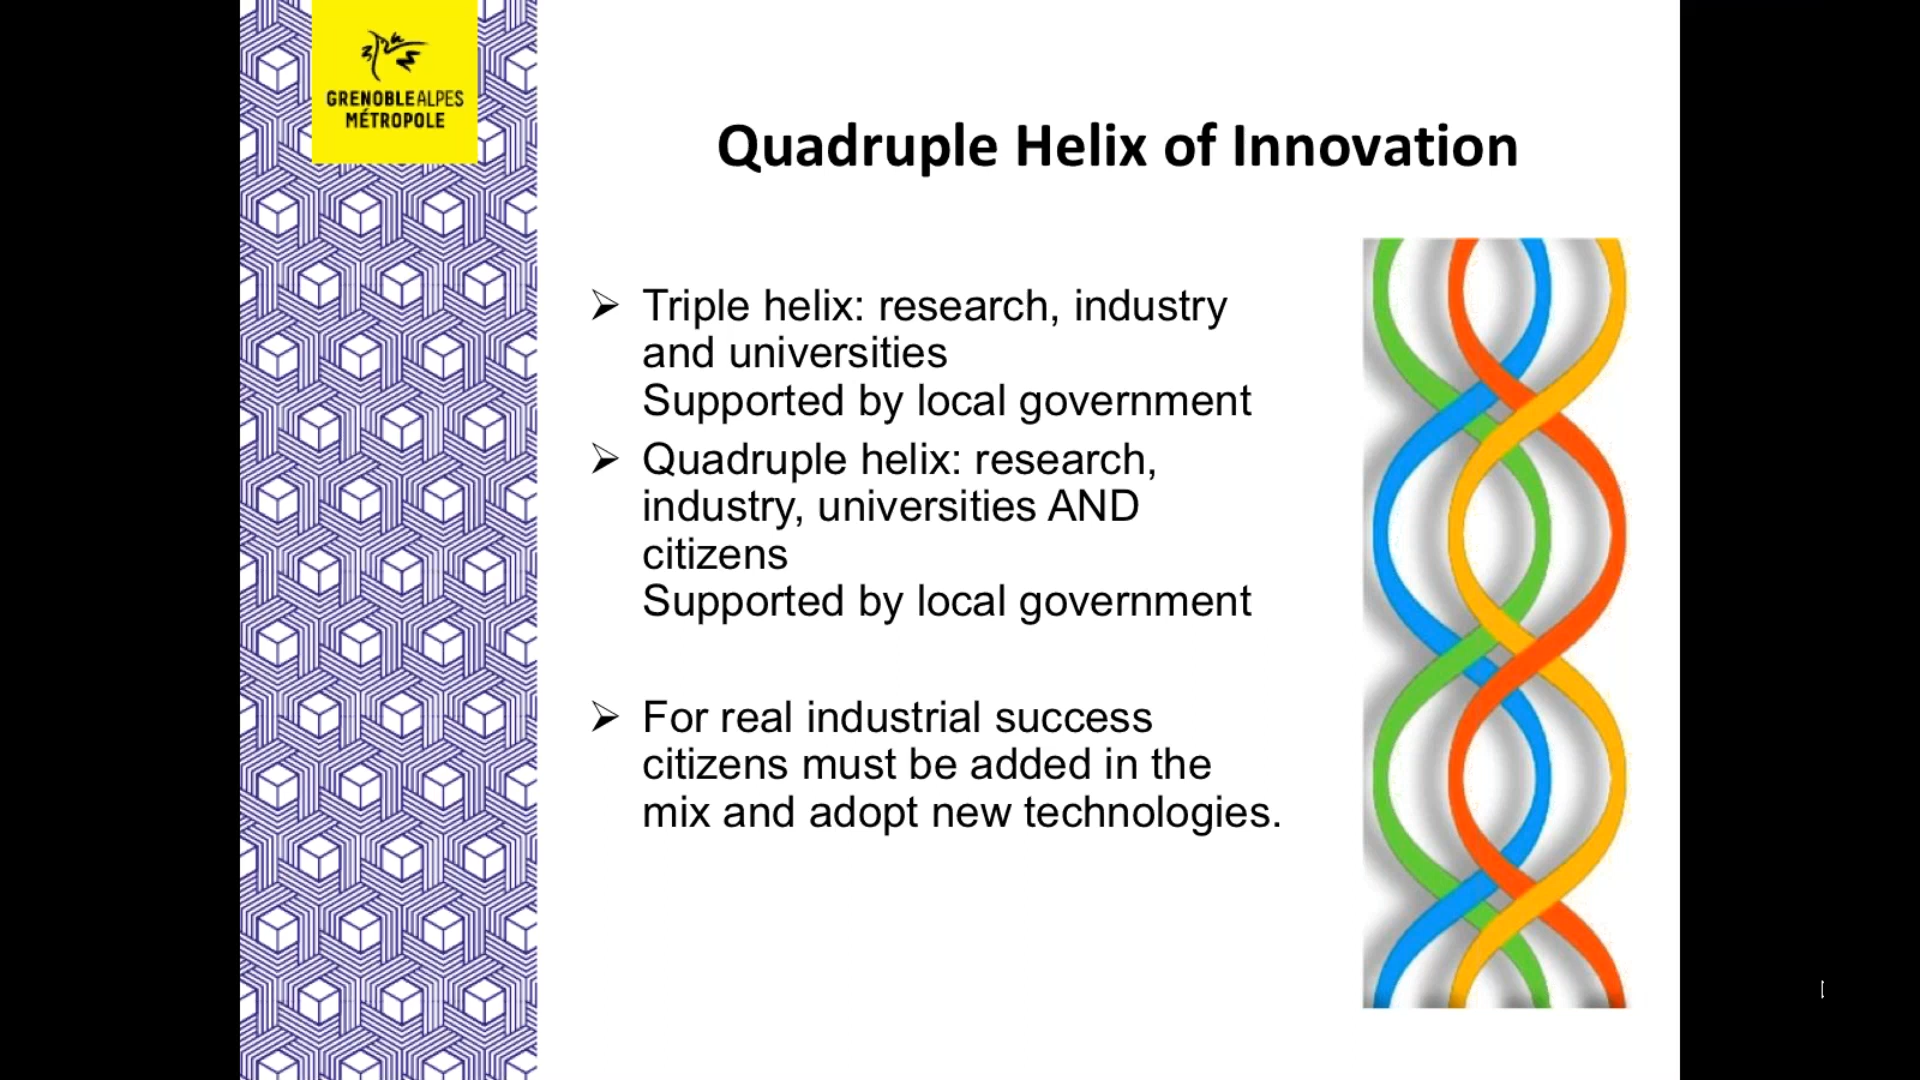 GRENOBLEALPES
MÉTROPOLE
Quadruple Helix of Innovation
➢ Triple helix: research, industry
and universities
Supported by local government
➢ Quadruple helix: research,
industry, universities AND
citizens
Supported by local government
➢ For real industrial success
citizens must be added in the
mix and adopt new technologies.